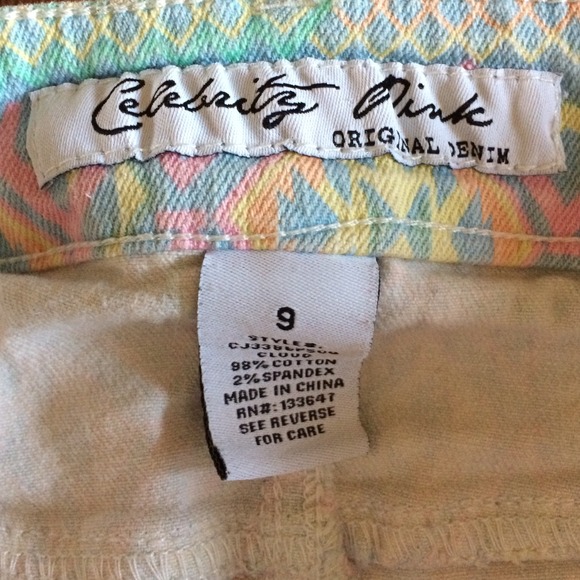 Celebrity Pink
ORIGINAL DENIM
9
STYLE#:
CLOUD
98% COTTON
2% SPANDEX
MADE IN CHINA
RN#: 133647
SEE REVERSE
FOR CARE